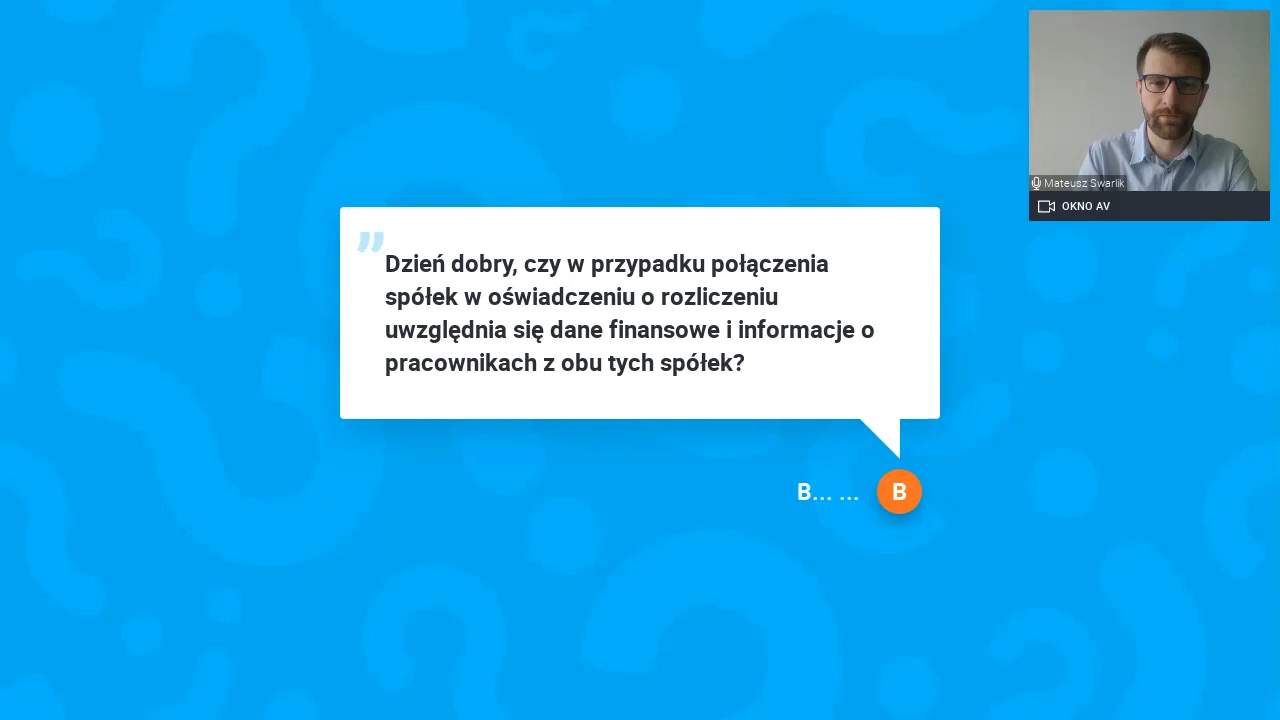 Mateusz Swarlik
OKNO AV
”
Dzień dobry, czy w przypadku połączenia
spółek w oświadczeniu o rozliczeniu
uwzględnia się dane finansowe i informacje o
pracownikach z obu tych spółek?
B... ... B